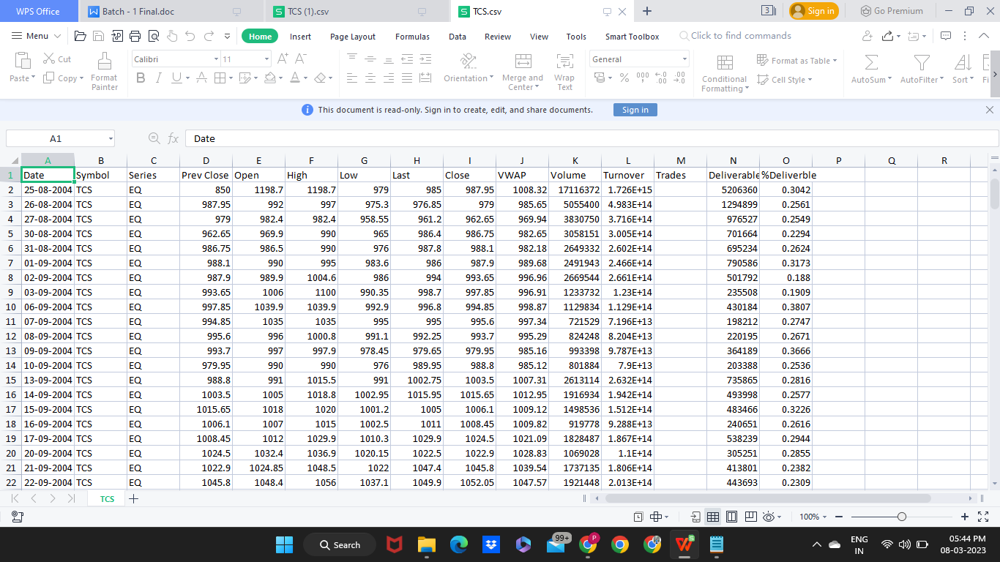 WPS Office Batch - 1 Final.doc TCS (1).csv TCS.csv 3 Sign in Go Premium
Menu Home Insert Page Layout Formulas Data Review View Tools Smart Toolbox Click to find commands
Paste Cut Copy Format Painter Calibri 11 B I U A Orientation Merge and Center Wrap Text General Conditional Formatting Format as Table Cell Style AutoSum AutoFilter Sort Fi
This document is read-only. Sign in to create, edit, and share documents. Sign in
A1 fx Date
A B C D E F G H I J K L M N O P Q R
1 Date Symbol Series Prev Close Open High Low Last Close VWAP Volume Turnover Trades Deliverable %Deliverble
2 25-08-2004 TCS EQ 850 1198.7 1198.7 979 985 987.95 1008.32 17116372 1.726E+15 5206360 0.3042
3 26-08-2004 TCS EQ 987.95 992 997 975.3 976.85 979 985.65 5055400 4.983E+14 1294899 0.2561
4 27-08-2004 TCS EQ 979 982.4 982.4 958.55 961.2 962.65 969.94 3830750 3.716E+14 976527 0.2549
5 30-08-2004 TCS EQ 962.65 969.9 990 965 986.4 986.75 982.65 3058151 3.005E+14 701664 0.2294
6 31-08-2004 TCS EQ 986.75 986.5 990 976 987.8 988.1 982.18 2649332 2.602E+14 695234 0.2624
7 01-09-2004 TCS EQ 988.1 990 995 983.6 986 987.9 989.68 2491943 2.466E+14 790586 0.3173
8 02-09-2004 TCS EQ 987.9 989.9 1004.6 986 994 993.65 996.96 2669544 2.661E+14 501792 0.188
9 03-09-2004 TCS EQ 993.65 1006 1100 990.35 998.7 997.85 996.91 1233732 1.23E+14 235508 0.1909
10 06-09-2004 TCS EQ 997.85 1039.9 1039.9 992.9 996.8 994.85 998.87 1129834 1.129E+14 430184 0.3807
11 07-09-2004 TCS EQ 994.85 1035 1035 995 995 995.6 997.34 721529 7.196E+13 198212 0.2747
12 08-09-2004 TCS EQ 995.6 996 1000.8 991.1 992.25 993.7 995.29 824248 8.204E+13 220195 0.2671
13 09-09-2004 TCS EQ 993.7 997 997.9 978.45 979.65 979.95 985.16 993398 9.787E+13 364189 0.3666
14 10-09-2004 TCS EQ 979.95 990 990 976 989.95 988.8 985.12 801884 7.9E+13 203388 0.2536
15 13-09-2004 TCS EQ 988.8 991 1015.5 991 1002.75 1003.5 1007.31 2613114 2.632E+14 735865 0.2816
16 14-09-2004 TCS EQ 1003.5 1005 1018.8 1002.95 1015.95 1015.65 1012.95 1916934 1.942E+14 493998 0.2577
17 15-09-2004 TCS EQ 1015.65 1018 1020 1001.2 1005 1006.1 1009.12 1498536 1.512E+14 483466 0.3226
18 16-09-2004 TCS EQ 1006.1 1007 1015 1002.5 1011 1008.45 1009.82 919778 9.288E+13 240651 0.2616
19 17-09-2004 TCS EQ 1008.45 1012 1029.9 1010.3 1029.9 1024.5 1021.09 1828487 1.867E+14 538239 0.2944
20 20-09-2004 TCS EQ 1024.5 1032.4 1036.9 1020.15 1022.5 1022.9 1028.83 1069028 1.1E+14 305251 0.2855
21 21-09-2004 TCS EQ 1022.9 1024.85 1048.5 1022 1047.4 1045.8 1039.54 1737135 1.806E+14 413801 0.2382
22 22-09-2004 TCS EQ 1045.8 1048.4 1056 1037.1 1049.9 1052.05 1047.57 1921448 2.013E+14 443693 0.2309
TCS
100%
Search 99+ P ENG IN 05:44 PM 08-03-2023